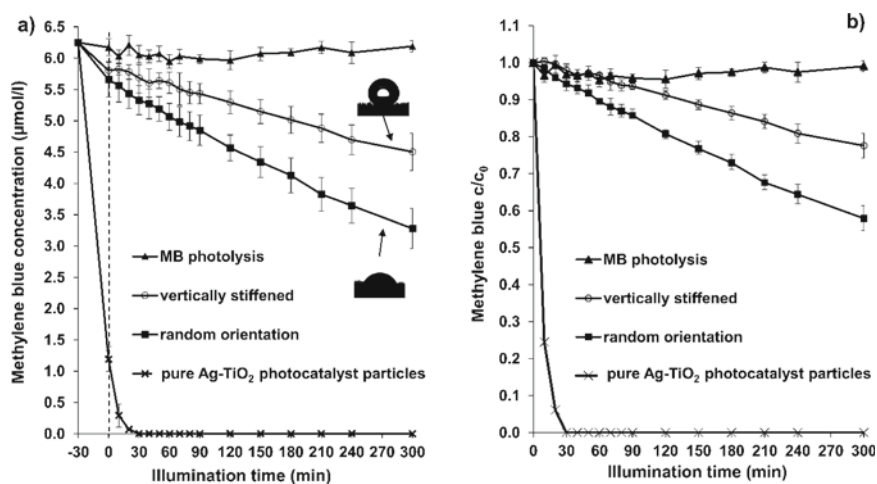 a)
Methylene blue concentration (µmol/l)
6.5
6.0
5.5
5.0
4.5
4.0
3.5
3.0
2.5
2.0
1.5
1.0
0.5
0.0
MB photolysis
vertically stiffened
random orientation
pure Ag-TiO₂ photocatalyst particles
-30 0 30 60 90 120 150 180 210 240 270 300
Illumination time (min)
b)
Methylene blue c/c₀
1.1
1.0
0.9
0.8
0.7
0.6
0.5
0.4
0.3
0.2
0.1
0.0
MB photolysis
vertically stiffened
random orientation
pure Ag-TiO₂ photocatalyst particles
0 30 60 90 120 150 180 210 240 270 300
Illumination time (min)